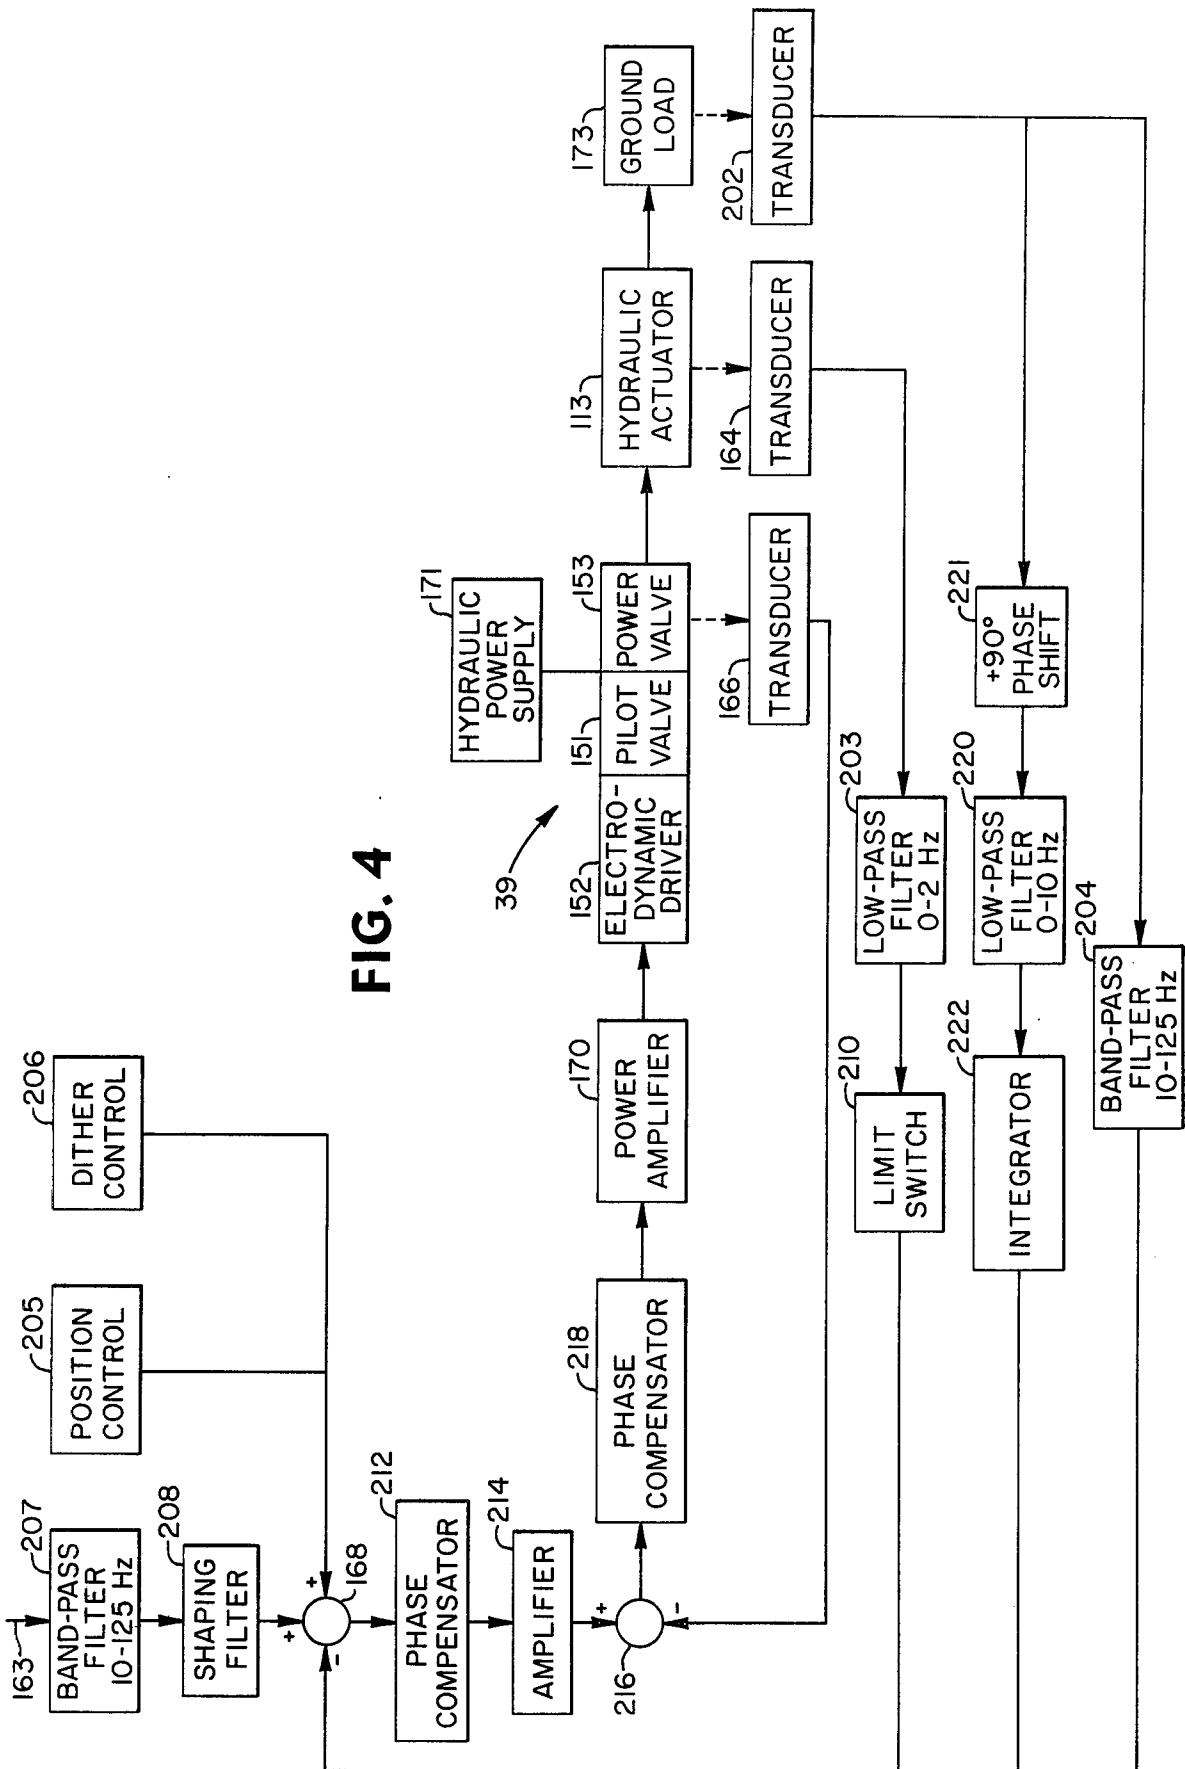 FIG. 4
163
207
BAND-PASS
FILTER
10-125 Hz
208
SHAPING
FILTER
205
POSITION
CONTROL
206
DITHER
CONTROL
+
+
-
168
212
PHASE
COMPENSATOR
214
AMPLIFIER
+
-
216
218
PHASE
COMPENSATOR
170
POWER
AMPLIFIER
39
152
ELECTRO-
DYNAMIC
DRIVER
151
PILOT
VALVE
153
POWER
VALVE
171
HYDRAULIC
POWER
SUPPLY
113
HYDRAULIC
ACTUATOR
173
GROUND
LOAD
166
TRANSDUCER
164
TRANSDUCER
202
TRANSDUCER
203
LOW-PASS
FILTER
0-2 Hz
210
LIMIT
SWITCH
221
+90°
PHASE
SHIFT
220
LOW-PASS
FILTER
0-10 Hz
222
INTEGRATOR
204
BAND-PASS
FILTER
10-125 Hz